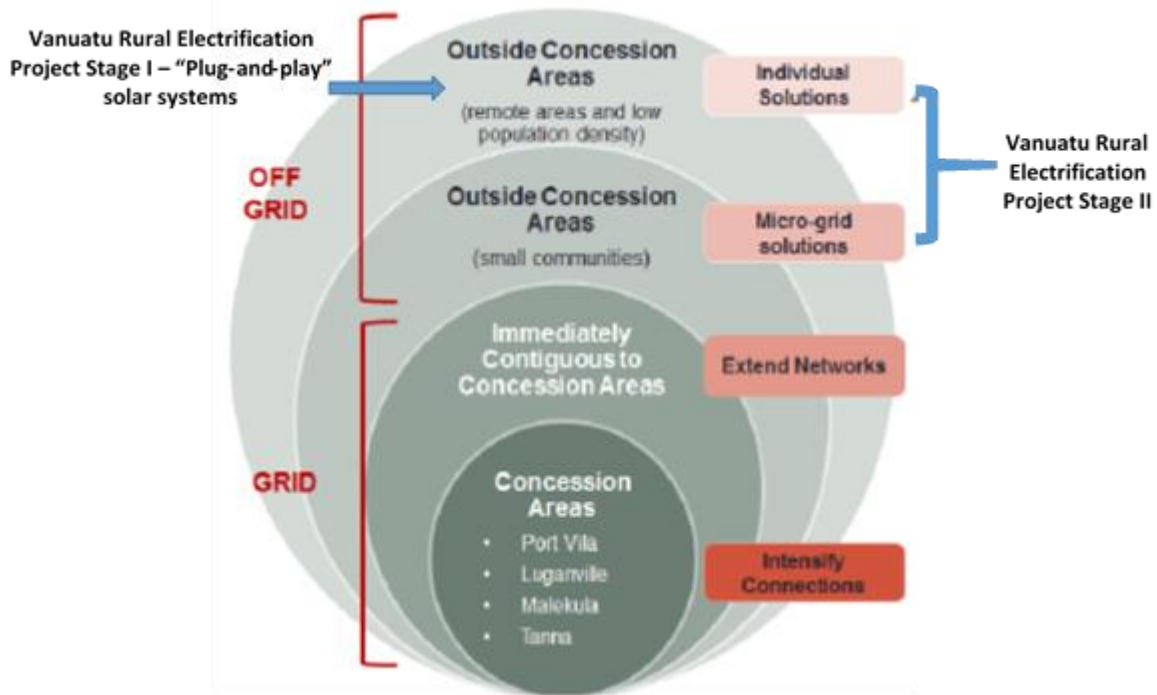 Vanuatu Rural Electrification
Project Stage I – “Plug-and-play”
solar systems
Outside Concession
Areas
(remote areas and low
population density)
Individual
Solutions
Vanuatu Rural
Electrification
Project Stage II
OFF
GRID
Outside Concession
Areas
(small communities)
Micro-grid
solutions
Immediately
Contiguous to
Concession Areas
Extend Networks
GRID
Concession
Areas
• Port Vila
• Luganville
• Malekula
• Tanna
Intensify
Connections